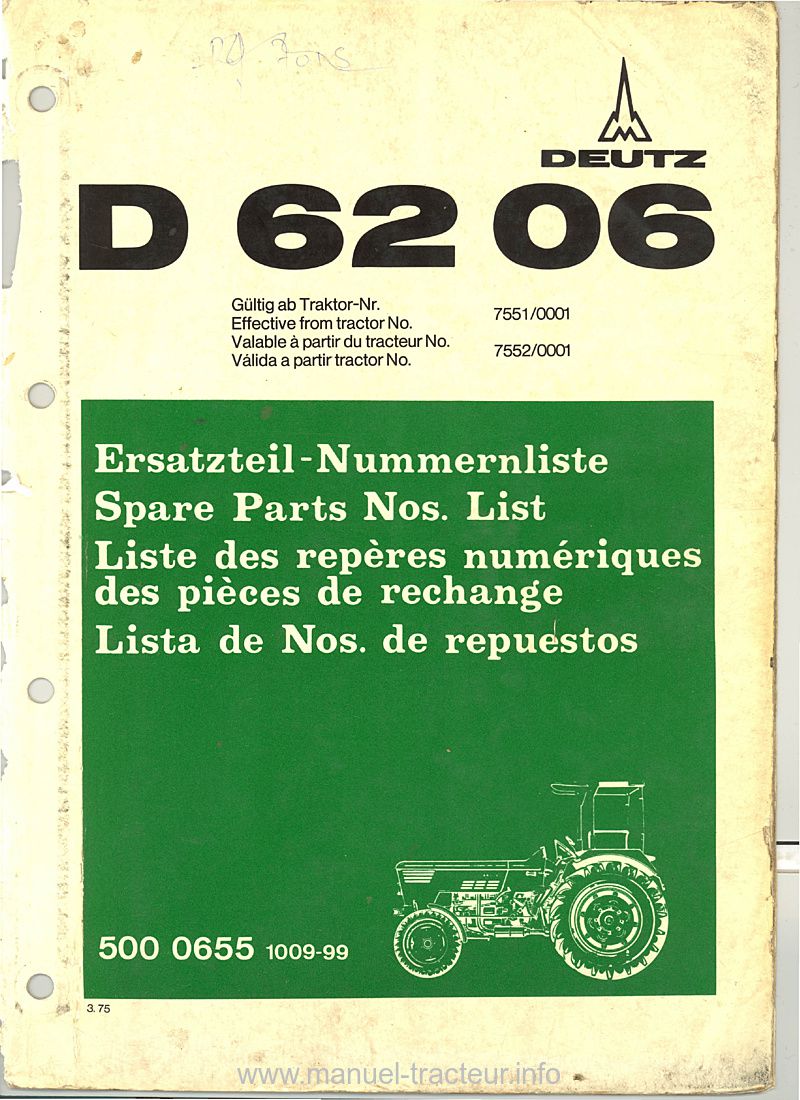 DEUTZ
D 62 06
Gültig ab Traktor-Nr.
Effective from tractor No.
Valable à partir du tracteur No.
Válida a partir tractor No.
7551/0001
7552/0001
Ersatzteil-Nummernliste
Spare Parts Nos. List
Liste des repères numériques
des pièces de rechange
Lista de Nos. de repuestos
500 0655 1009-99
3.75
www.manuel-tracteur.info